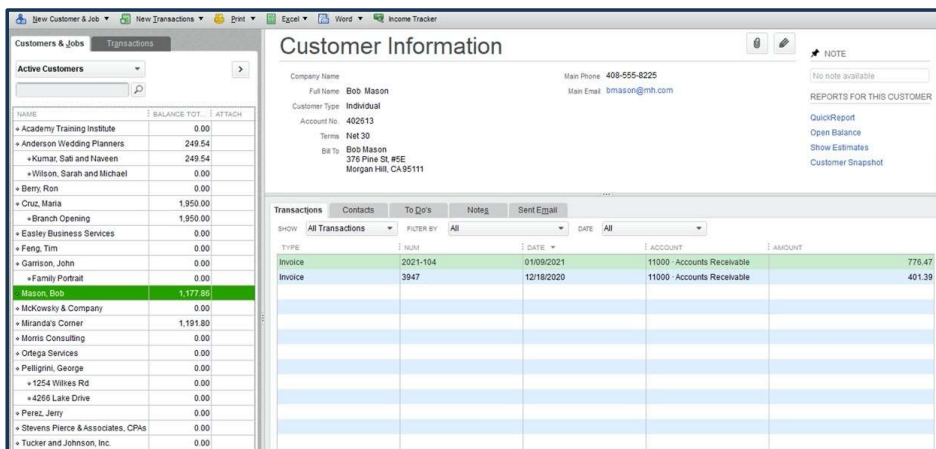 New Customer & Job New Transactions Print Excel Word Income Tracker
Customers & Jobs Transactions
Active Customers
NAME BALANCE TOT... ATTACH
Academy Training Institute 0.00
Anderson Wedding Planners 249.54
Kumar, Sati and Naveen 249.54
Wilson, Sarah and Michael 0.00
Berry, Ron 0.00
Cruz, Maria 1,950.00
Branch Opening 1,950.00
Easley Business Services 0.00
Feng, Tim 0.00
Garrison, John 0.00
Family Portrait 0.00
Mason, Bob 1,177.86
McKowsky & Company 0.00
Miranda's Corner 1,191.80
Morris Consulting 0.00
Ortega Services 0.00
Pelligrini, George 0.00
1254 Wilkes Rd 0.00
4266 Lake Drive 0.00
Perez, Jerry 0.00
Stevens Pierce & Associates, CPAs 0.00
Tucker and Johnson, Inc. 0.00
Customer Information
Company Name
Full Name Bob Mason
Customer Type Individual
Account No. 402613
Terms Net 30
Bill To Bob Mason
376 Pine St, #5E
Morgan Hill, CA 95111
Main Phone 408-555-8225
Main Email bmason@mh.com
NOTE
No note available
REPORTS FOR THIS CUSTOMER
QuickReport
Open Balance
Show Estimates
Customer Snapshot
Transactions Contacts To Do's Notes Sent Email
SHOW All Transactions FILTER BY All DATE All
TYPE NUM DATE ACCOUNT AMOUNT
Invoice 2021-104 01/09/2021 11000 · Accounts Receivable 776.47
Invoice 3947 12/18/2020 11000 · Accounts Receivable 401.39